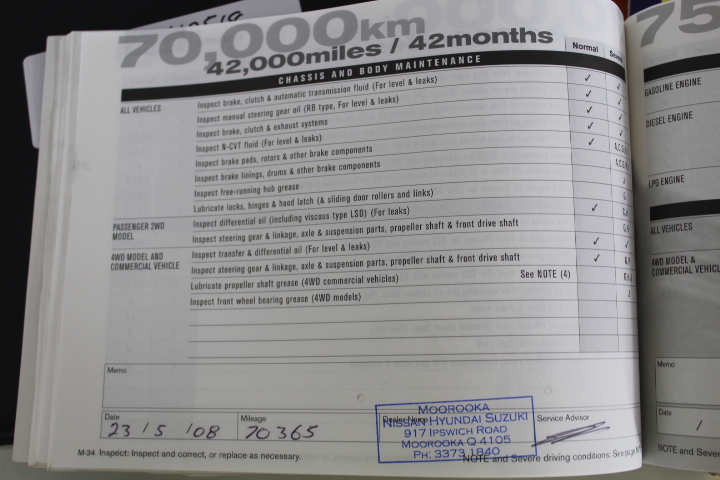 70,000km
42,000miles / 42months
CHASSIS AND BODY MAINTENANCE
Normal
ALL VEHICLES
Inspect brake, clutch & automatic transmission fluid (For level & leaks) ✓ ✓
Inspect manual steering gear oil (RB type, For level & leaks) ✓ ✓
Inspect brake, clutch & exhaust systems ✓ ✓
Inspect N-CVT fluid (For level & leaks) ✓ ✓
Inspect brake pads, rotors & other brake components
Inspect brake linings, drums & other brake components
Inspect free-running hub grease
Lubricate locks, hinges & hood latch (& sliding door rollers and links)
PASSENGER 2WD
MODEL
Inspect differential oil (including viscous type LSD) (For leaks) ✓
Inspect steering gear & linkage, axle & suspension parts, propeller shaft & front drive shaft
4WD MODEL AND
COMMERCIAL VEHICLE
Inspect transfer & differential oil (For level & leaks) ✓ ✓
Inspect steering gear & linkage, axle & suspension parts, propeller shaft & front drive shaft ✓
Lubricate propeller shaft grease (4WD commercial vehicles) See NOTE (4)
Inspect front wheel bearing grease (4WD models)
Memo
Date
23/5/08
Mileage
70365
Dealer Name
MOOROOKA
NISSAN HYUNDAI SUZUKI
917 IPSWICH ROAD
MOOROOKA Q 4105
PH: 3373 1840
Service Advisor
M-34 Inspect: Inspect and correct, or replace as necessary.
NOTE and Severe driving conditions: See
75
GASOLINE ENGINE
DIESEL ENGINE
LPG ENGINE
ALL VEHICLES
4WD MODEL &
COMMERCIAL VEHICL
Memo
Date
/
NOTE and Seve